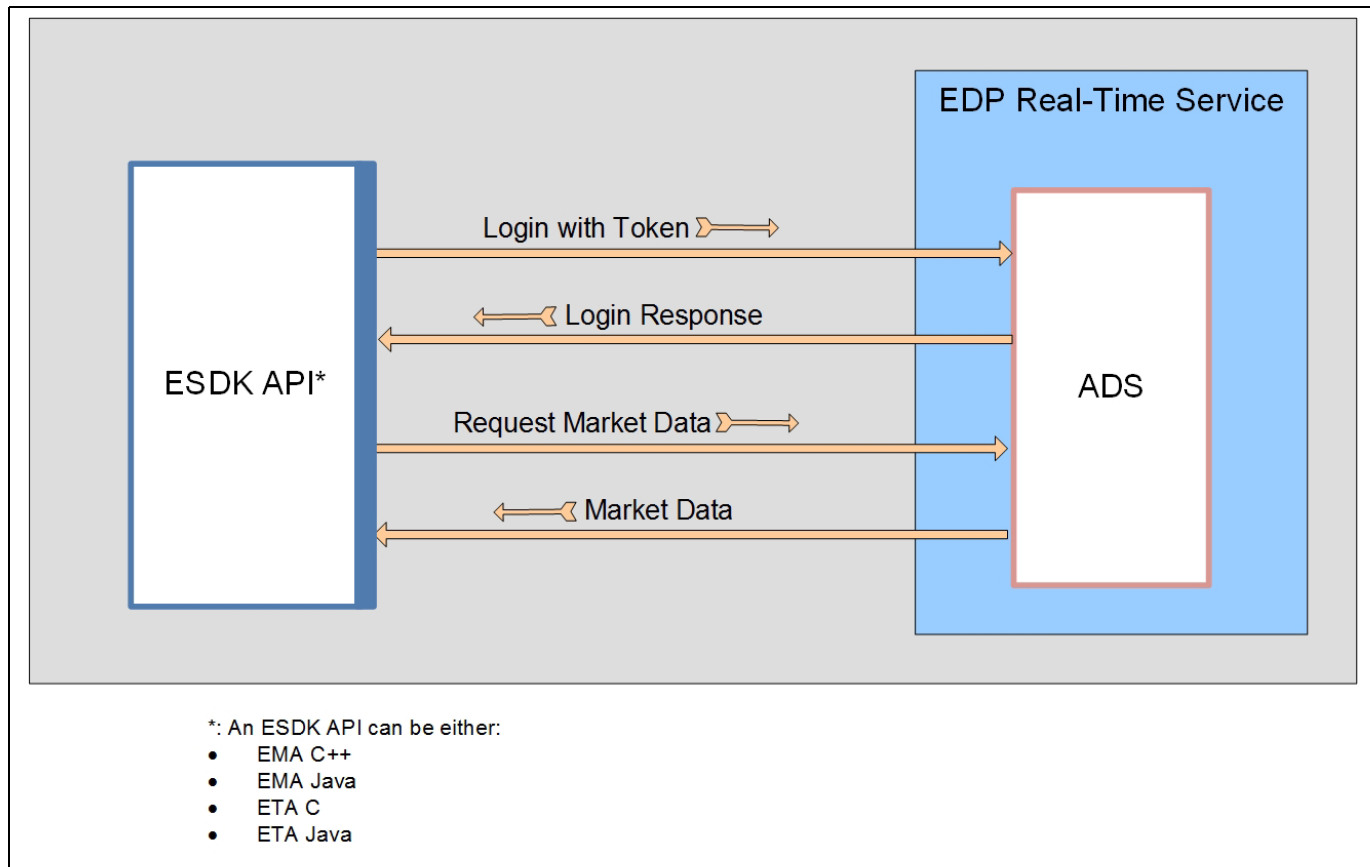 EDP Real-Time Service
Login with Token
Login Response
ESDK API*
ADS
Request Market Data
Market Data
*: An ESDK API can be either:
● EMA C++
● EMA Java
● ETA C
● ETA Java